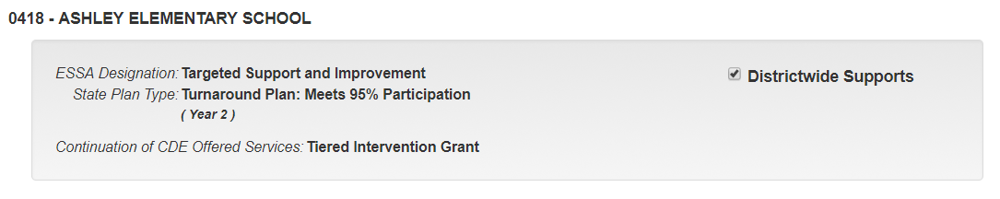 0418 - ASHLEY ELEMENTARY SCHOOL
ESSA Designation: Targeted Support and Improvement
Districtwide Supports
State Plan Type: Turnaround Plan: Meets 95% Participation
( Year 2 )
Continuation of CDE Offered Services: Tiered Intervention Grant